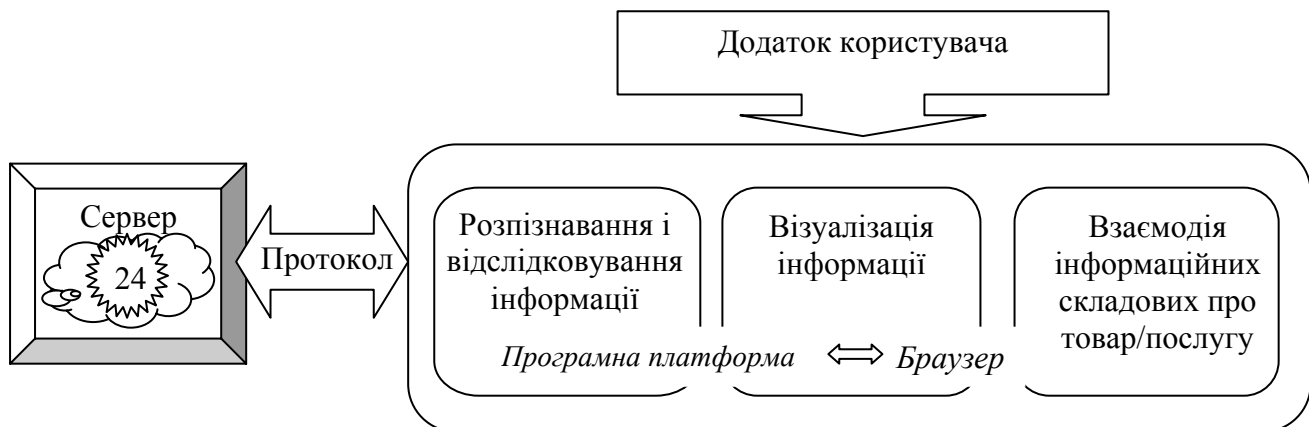 Додаток користувача
Сервер
24
Протокол
Розпізнавання і
відслідковування
інформації
Візуалізація
інформації
Взаємодія
інформаційних
складових про
товар/послугу
Програмна платформа
Браузер